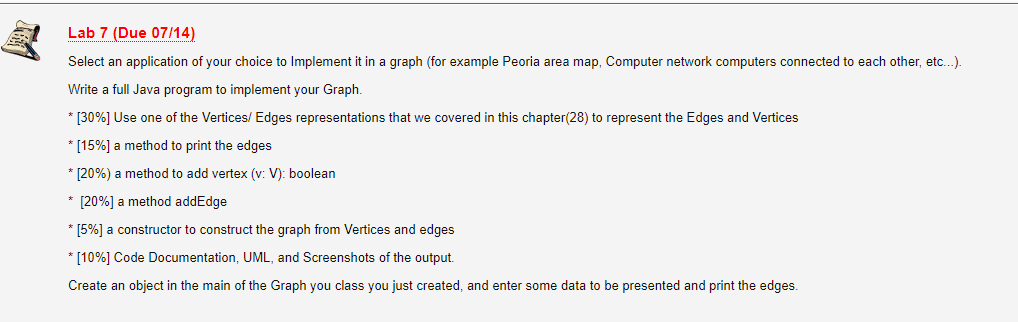 Lab 7 (Due 07/14)
Select an application of your choice to Implement it in a graph (for example Peoria area map, Computer network computers connected to each other, etc...).
Write a full Java program to implement your Graph.
* [30%] Use one of the Vertices/ Edges representations that we covered in this chapter(28) to represent the Edges and Vertices
* [15%] a method to print the edges
* [20%) a method to add vertex (v: V): boolean
* [20%] a method addEdge
* [5%] a constructor to construct the graph from Vertices and edges
* [10%] Code Documentation, UML, and Screenshots of the output.
Create an object in the main of the Graph you class you just created, and enter some data to be presented and print the edges.